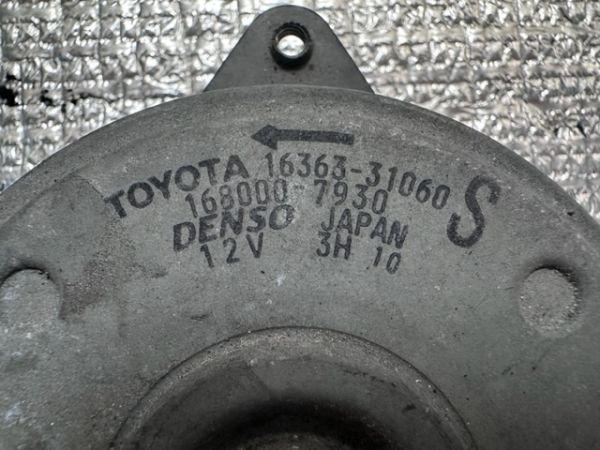 TOYOTA 16363-31060
168000-7930 S
DENSO JAPAN
12V 3H 10